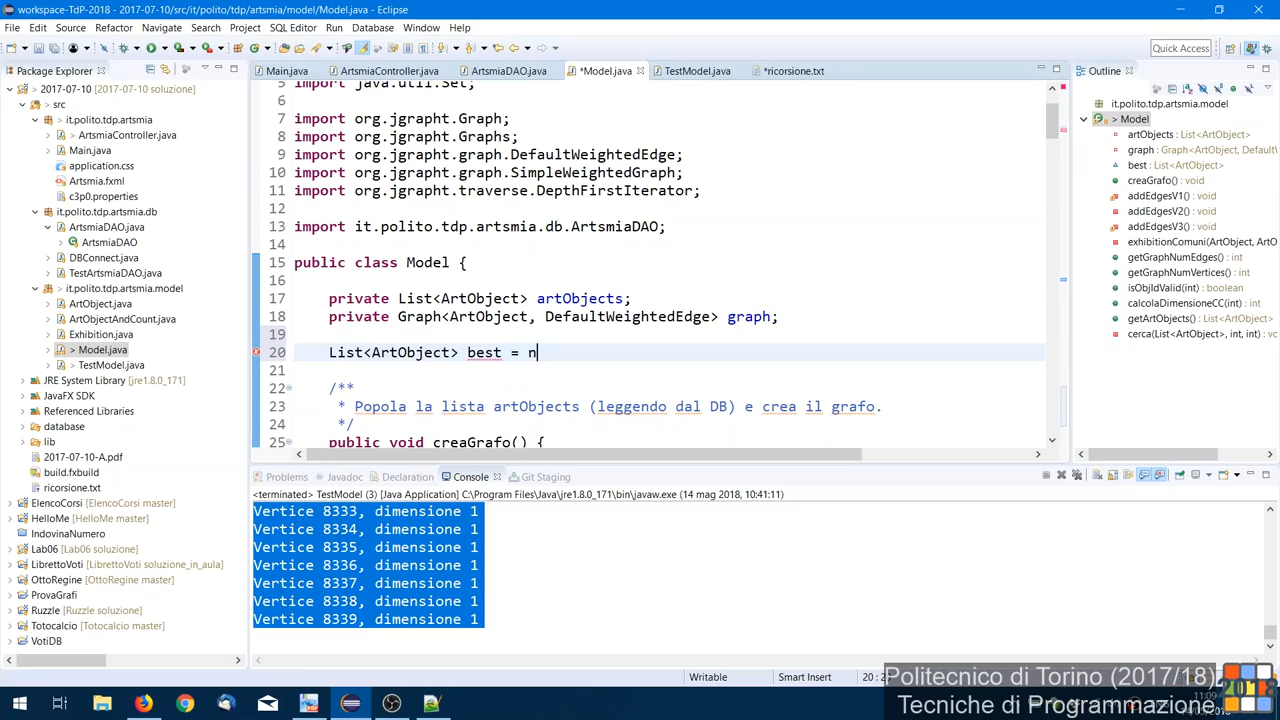 workspace-TdP-2018 - 2017-07-10/src/it/polito/tdp/artsmia/model/Model.java - Eclipse
File Edit Source Refactor Navigate Search Project SQL Editor Run Database Window Help
Quick Access
Package Explorer
Main.java ArtsmiaController.java ArtsmiaDAO.java *Model.java TestModel.java *ricorsione.txt
Outline
> 2017-07-10 [2017-07-10 soluzione]
> src
> it.polito.tdp.artsmia
> ArtsmiaController.java
> Main.java
application.css
Artsmia.fxml
c3p0.properties
it.polito.tdp.artsmia.db
ArtsmiaDAO.java
ArtsmiaDAO
DBConnect.java
TestArtsmiaDAO.java
> it.polito.tdp.artsmia.model
ArtObject.java
ArtObjectAndCount.java
Exhibition.java
> Model.java
> TestModel.java
JRE System Library [jre1.8.0_171]
JavaFX SDK
Referenced Libraries
database
lib
2017-07-10-A.pdf
build.fxbuild
ricorsione.txt
ElencoCorsi [ElencoCorsi master]
HelloMe [HelloMe master]
IndovinaNumero
Lab06 [Lab06 soluzione]
LibrettoVoti [LibrettoVoti soluzione_in_aula]
OttoRegine [OttoRegine master]
ProvaGrafi
Ruzzle [Ruzzle soluzione]
Totocalcio [Totocalcio master]
VotiDB
5 import java.util.Set;
6
7 import org.jgrapht.Graph;
8 import org.jgrapht.Graphs;
9 import org.jgrapht.graph.DefaultWeightedEdge;
10 import org.jgrapht.graph.SimpleWeightedGraph;
11 import org.jgrapht.traverse.DepthFirstIterator;
12
13 import it.polito.tdp.artsmia.db.ArtsmiaDAO;
14
15 public class Model {
16
17 private List<ArtObject> artObjects;
18 private Graph<ArtObject, DefaultWeightedEdge> graph;
19
20 List<ArtObject> best = n
21
22 /**
23 * Popola la lista artObjects (leggendo dal DB) e crea il grafo.
24 */
25 public void creaGrafo() {
it.polito.tdp.artsmia.model
> Model
artObjects : List<ArtObject>
graph : Graph<ArtObject, Default
best : List<ArtObject>
creaGrafo() : void
addEdgesV1() : void
addEdgesV2() : void
addEdgesV3() : void
exhibitionComuni(ArtObject, ArtO
getGraphNumEdges() : int
getGraphNumVertices() : int
isObjIdValid(int) : boolean
calcolaDimensioneCC(int) : int
getArtObjects() : List<ArtObject>
cerca(List<ArtObject>, int, int) :
Problems Javadoc Declaration Console Git Staging
<terminated> TestModel (3) [Java Application] C:\Program Files\Java\jre1.8.0_171\bin\javaw.exe (14 mag 2018, 10:41:11)
Vertice 8333, dimensione 1
Vertice 8334, dimensione 1
Vertice 8335, dimensione 1
Vertice 8336, dimensione 1
Vertice 8337, dimensione 1
Vertice 8338, dimensione 1
Vertice 8339, dimensione 1
Writable Smart Insert 20 : 2
Politecnico di Torino (2017/18)
Tecniche di Programmazione
2018
11:09